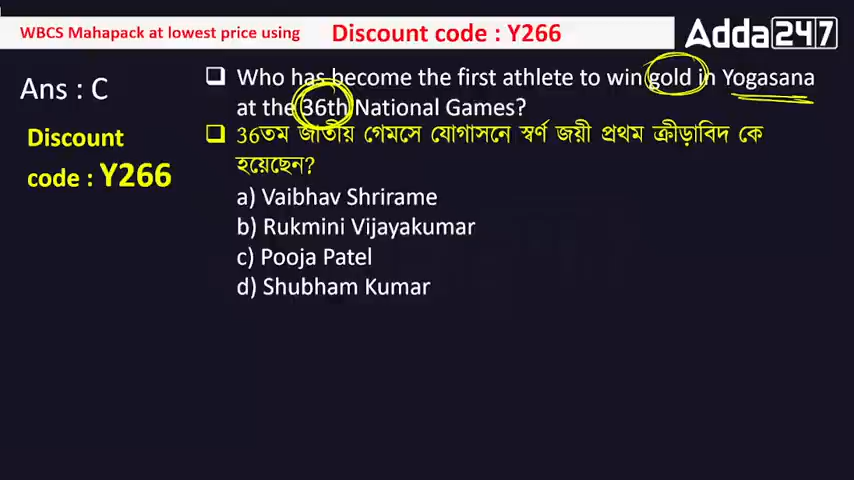 WBCS Mahapack at lowest price using Discount code : Y266
Adda247
Ans : C
Discount
code : Y266
❑ Who has become the first athlete to win gold in Yogasana
at the 36th National Games?
❑ 36তম জাতীয় গেমসে যোগাসনে স্বর্ণ জয়ী প্রথম ক্রীড়াবিদ কে
হয়েছেন?
a) Vaibhav Shrirame
b) Rukmini Vijayakumar
c) Pooja Patel
d) Shubham Kumar